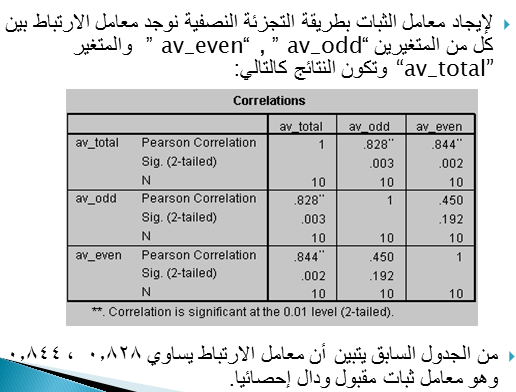 لإيجاد معامل الثبات بطريقة التجزئة النصفية نوجد معامل الارتباط بين
كل من المتغيرين “av_even“ , ” av_odd ” والمتغير
”av_total“ وتكون النتائج كالتالي:
Correlations
av_total av_odd av_even
av_total Pearson Correlation 1 .828** .844**
Sig. (2-tailed) .003 .002
N 10 10 10
av_odd Pearson Correlation .828** 1 .450
Sig. (2-tailed) .003 .192
N 10 10 10
av_even Pearson Correlation .844** .450 1
Sig. (2-tailed) .002 .192
N 10 10 10
**. Correlation is significant at the 0.01 level (2-tailed).
من الجدول السابق يتبين أن معامل الارتباط يساوي ٠,٨٢٨ ، ٠,٨٤٤
وهو معامل ثبات مقبول ودال إحصائيا.